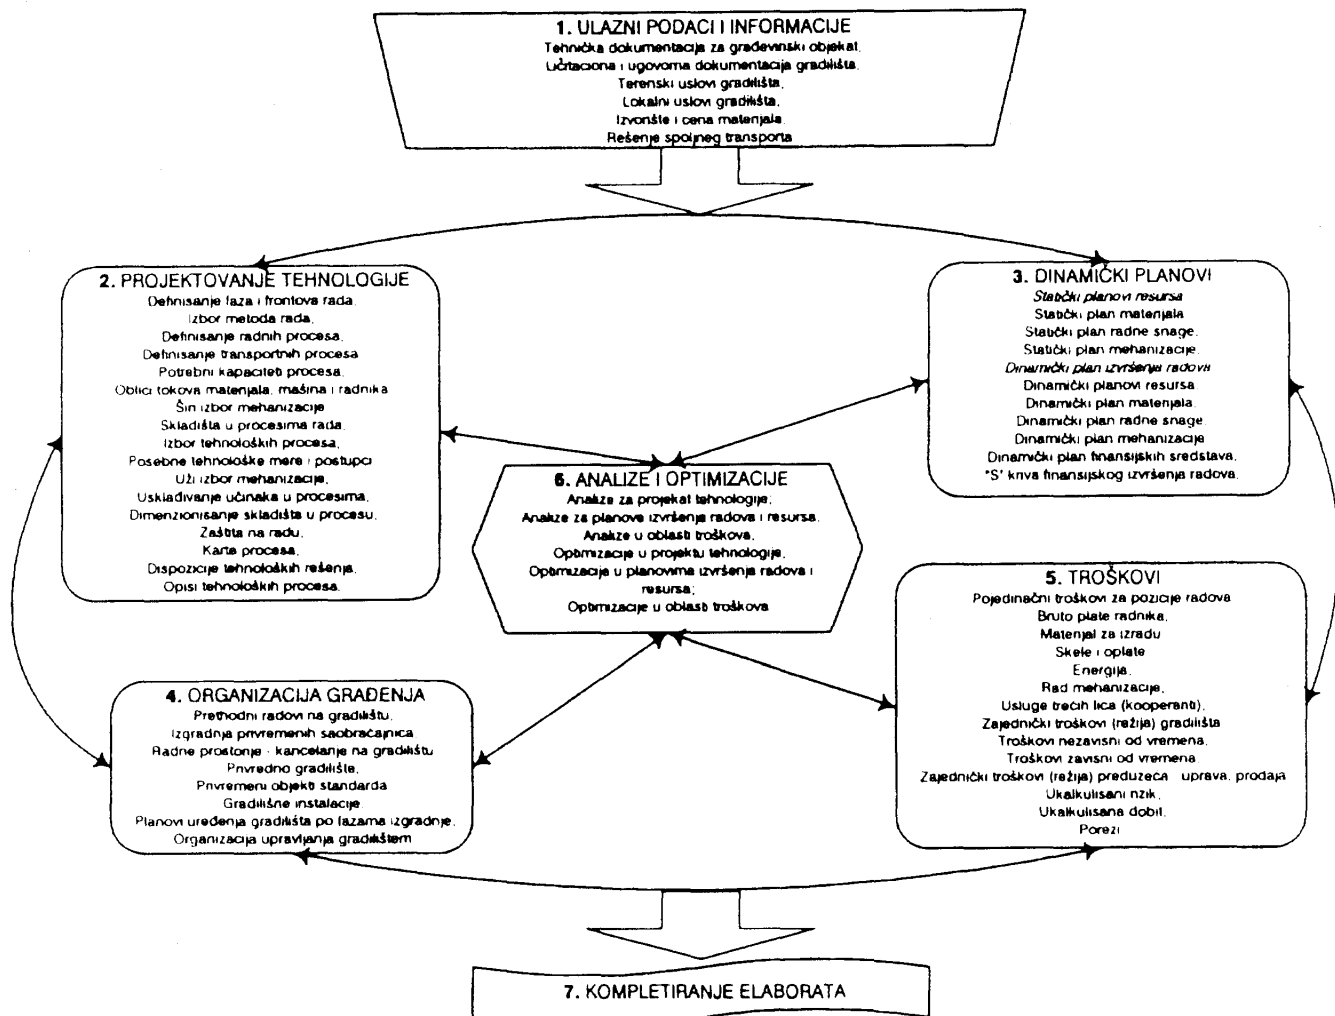 1. ULAZNI PODACI I INFORMACIJE
Tehnička dokumentacija za građevinski objekat,
Učitaciona i ugovorna dokumentacija gradilišta,
Terenski uslovi gradilišta,
Lokalni uslovi gradilišta,
Izvorište i cena materijala,
Rešenje spoljneg transporta
2. PROJEKTOVANJE TEHNOLOGIJE
Definisanje faza i frontova rada,
Izbor metoda rada,
Definisanje radnih procesa,
Definisanje transportnih procesa
Potrebni kapaciteti procesa,
Oblici tokova materijala, mašina i radnika
Širi izbor mehanizacije
Skladišta u procesima rada,
Izbor tehnoloških procesa,
Posebne tehnološke mere i postupci
Uži izbor mehanizacije,
Usklađivanje učinaka u procesima,
Dimenzionisanje skladišta u procesu,
Zaštita na radu,
Karte procesa,
Dispozicije tehnoloških rešenja,
Opisi tehnoloških procesa.
3. DINAMIČKI PLANOVI
Statički planovi resursa
Statički plan materijala
Statički plan radne snage,
Statički plan mehanizacije,
Dinamički plan izvršenja radova
Dinamički planovi resursa
Dinamički plan materijala,
Dinamički plan radne snage,
Dinamički plan mehanizacije
Dinamički plan finansijskih sredstava,
"S" kriva finansijskog izvršenja radova.
6. ANALIZE I OPTIMIZACIJE
Analize za projekat tehnologije;
Analize za planove izvršenja radova i resursa,
Analize u oblasti troškova,
Optimizacije u projektu tehnologije,
Optimizacije u planovima izvršenja radova i
resursa;
Optimizacije u oblasti troškova
4. ORGANIZACIJA GRAĐENJA
Prethodni radovi na gradilištu,
Izgradnja privremenih saobraćajnica
Radne prostorije - kancelarije na gradilištu
Privredno gradilište,
Privremeni objekti standarda
Gradilišne instalacije
Planovi uređenja gradilišta po fazama izgradnje,
Organizacija upravljanja gradilištem
5. TROŠKOVI
Pojedinačni troškovi za pozicije radova
Bruto plate radnika,
Materijal za izradu
Skele i oplate
Energija,
Rad mehanizacije,
Usluge trećih lica (kooperanti),
Zajednički troškovi (režija) gradilišta
Troškovi nezavisni od vremena,
Troškovi zavisni od vremena
Zajednički troškovi (režija) preduzeća uprava, prodaja
Ukalkulisani rizik,
Ukalkulisana dobit,
Porezi
7. KOMPLETIRANJE ELABORATA